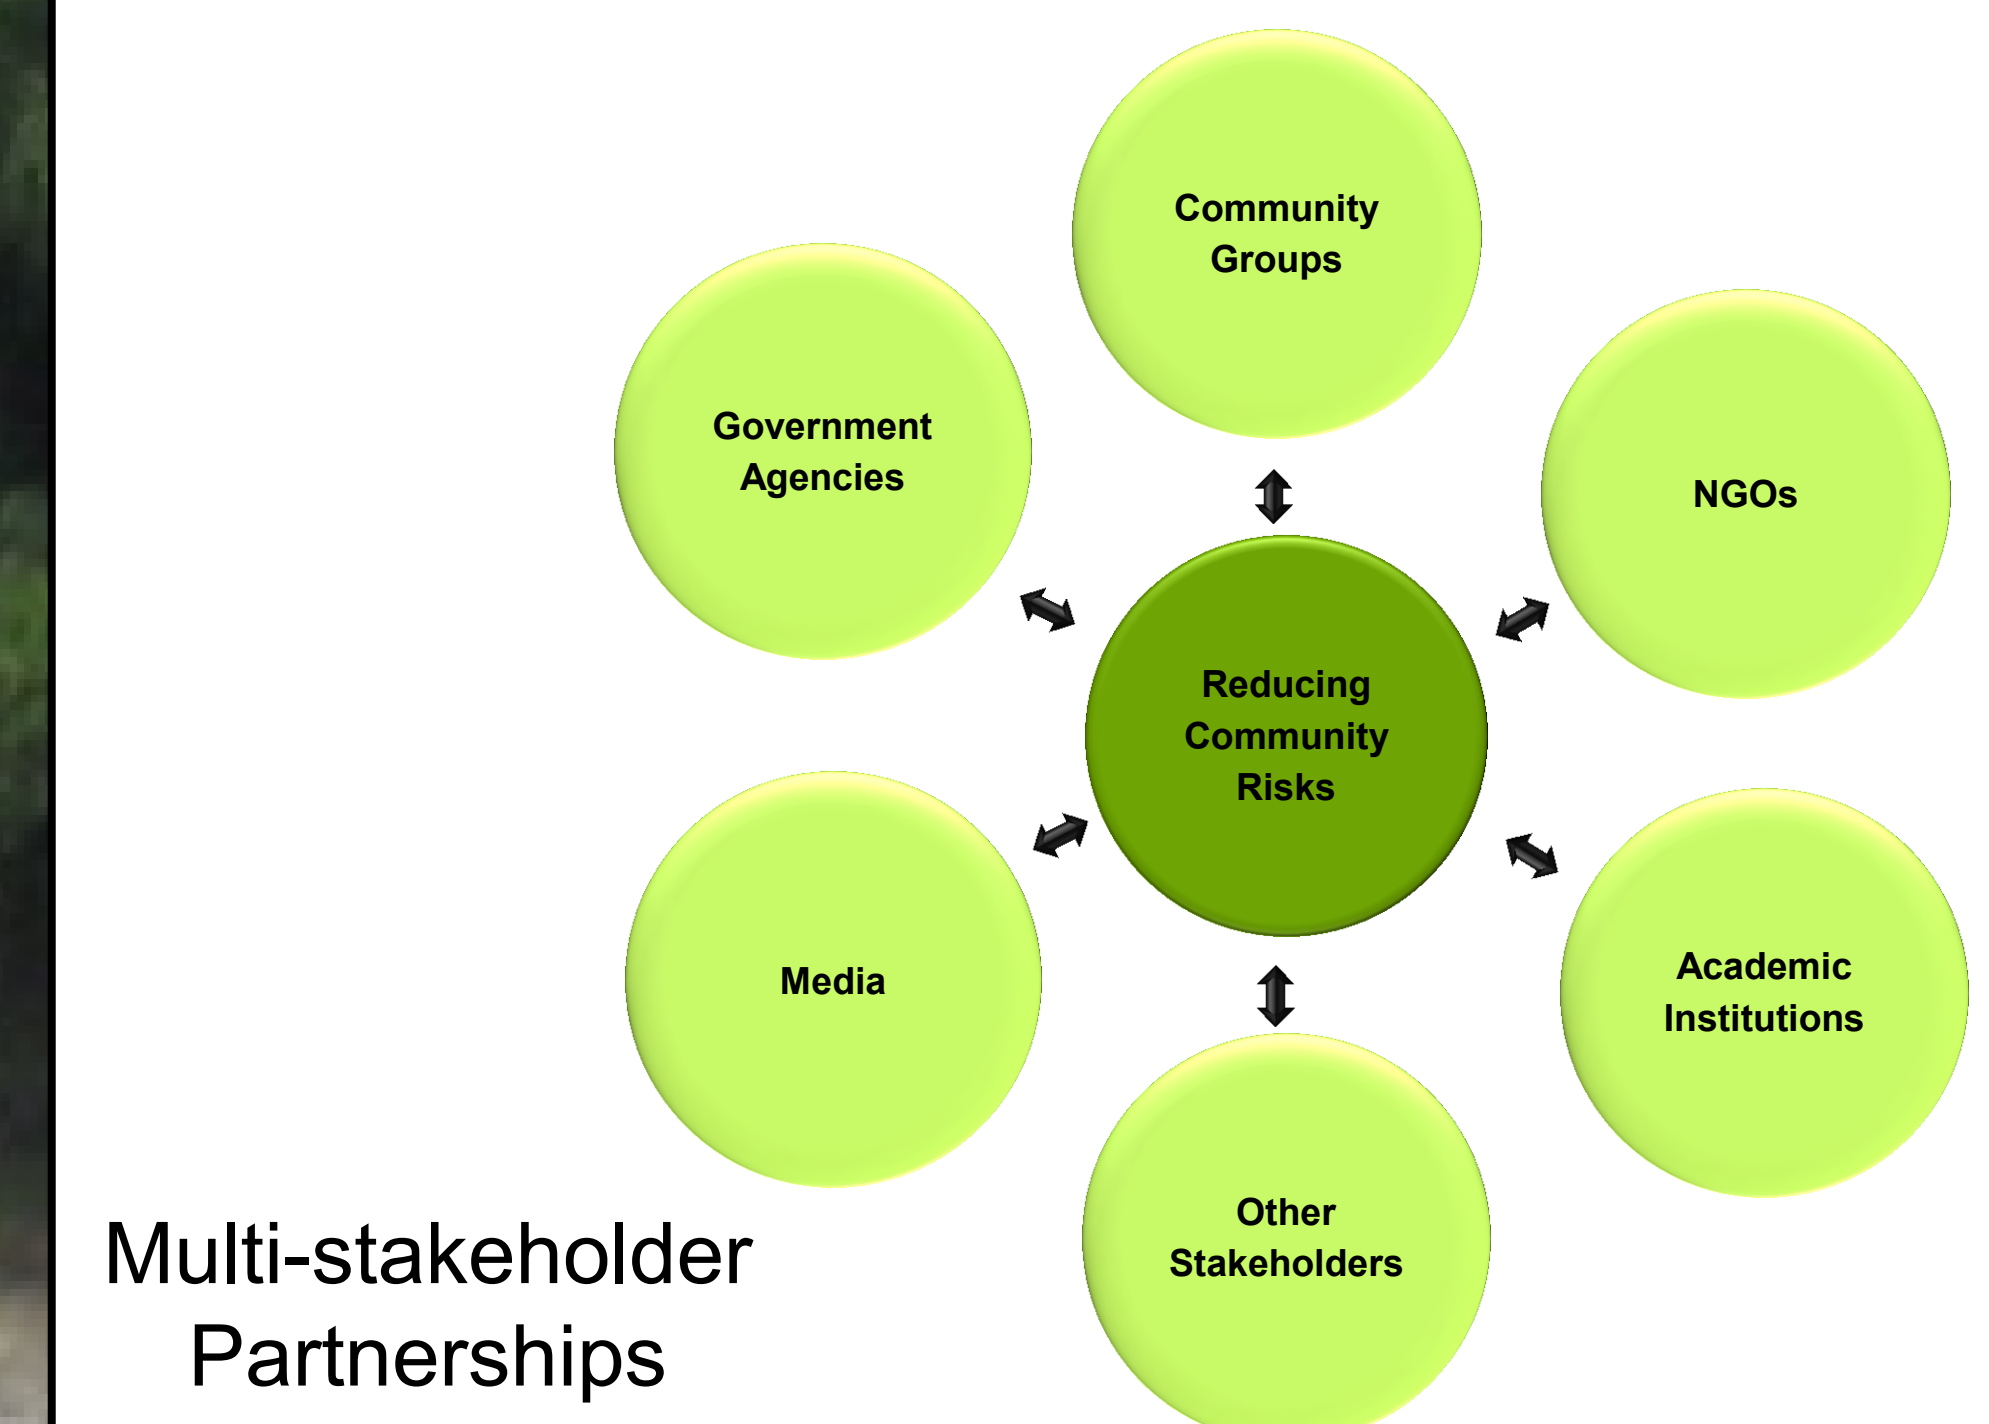 Community
Groups
Government
Agencies
NGOs
Reducing
Community
Risks
Media
Academic
Institutions
Other
Stakeholders
Multi-stakeholder
Partnerships